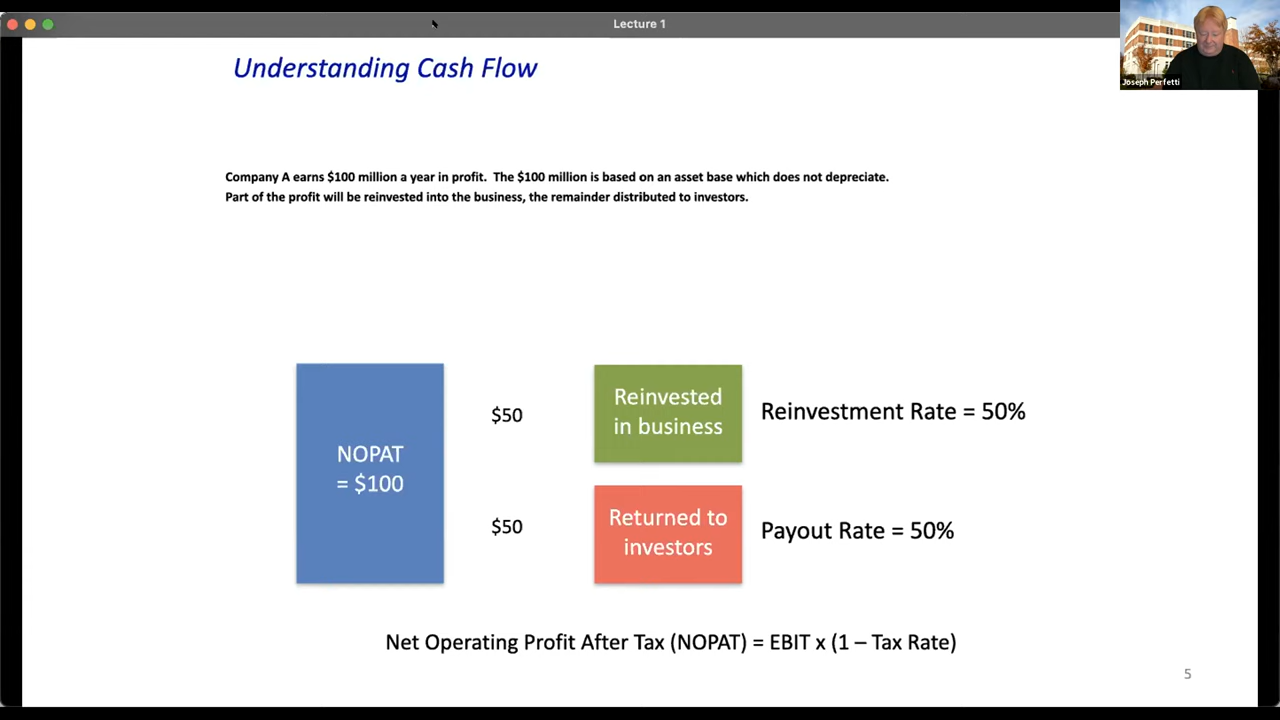 Lecture 1
Joseph Perfetti
Understanding Cash Flow
Company A earns $100 million a year in profit.  The $100 million is based on an asset base which does not depreciate.
Part of the profit will be reinvested into the business, the remainder distributed to investors.
NOPAT
= $100
$50
Reinvested
in business
Reinvestment Rate = 50%
$50
Returned to
investors
Payout Rate = 50%
Net Operating Profit After Tax (NOPAT) = EBIT x (1 – Tax Rate)
5